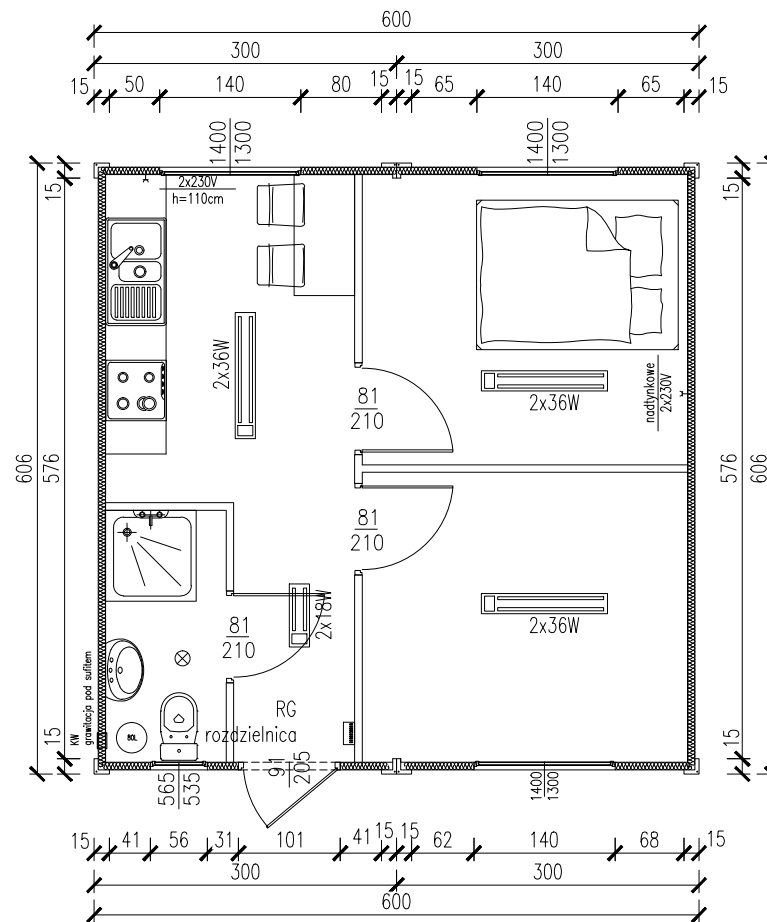 600
300 300
15 50 140 80 15 15 65 140 65 15
1400
1300
1400
1300
2x230V
h=110cm
15
15
2x36W
81
210
2x36W
nadtynkowe
2x230V
606
576
576
606
81
210
2x36W
2x18W
81
210
KW
grawitacja pod sufitem
BOL
RG
rozdzielnica
15
15
565
535
91
205
1400
1300
15 41 56 31 101 41 15 15 62 140 68 15
300 300
600